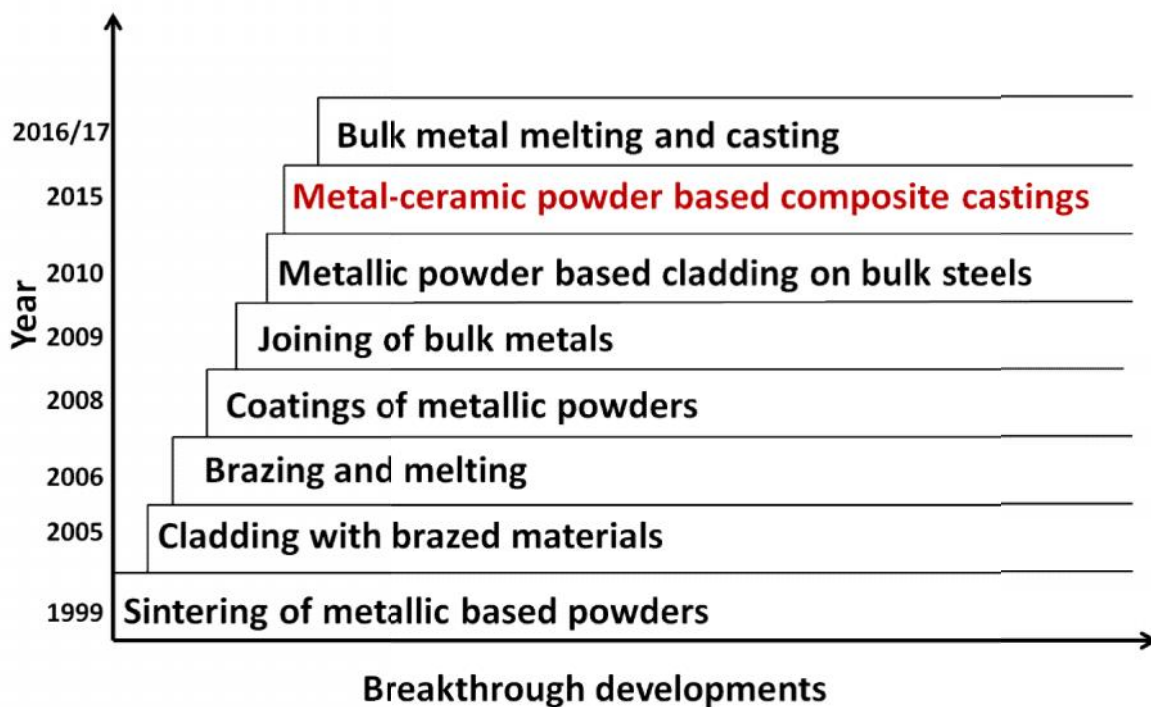 2016/17
Bulk metal melting and casting
2015
Metal-ceramic powder based composite castings
2010
Metallic powder based cladding on bulk steels
2009
Joining of bulk metals
2008
Coatings of metallic powders
2006
Brazing and melting
2005
Cladding with brazed materials
1999
Sintering of metallic based powders
Year
Breakthrough developments